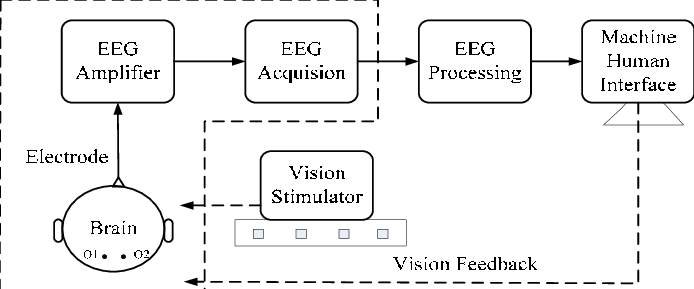 EEG
Amplifier
EEG
Acquision
EEG
Processing
Machine
Human
Interface
Electrode
Vision
Stimulator
Brain
O1
O2
Vision Feedback